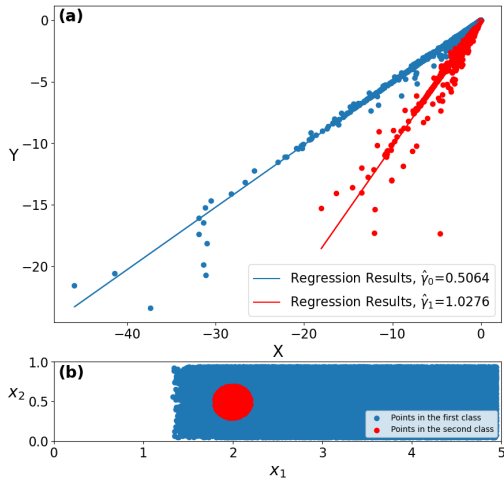 (a)
0
−5
−10
−15
−20
Y
−40
−30
−20
−10
0
X
Regression Results, γ̂₀=0.5064
Regression Results, γ̂₁=1.0276
(b)
1.0
0.5
0.0
x₂
0
1
2
3
4
5
x₁
Points in the first class
Points in the second class